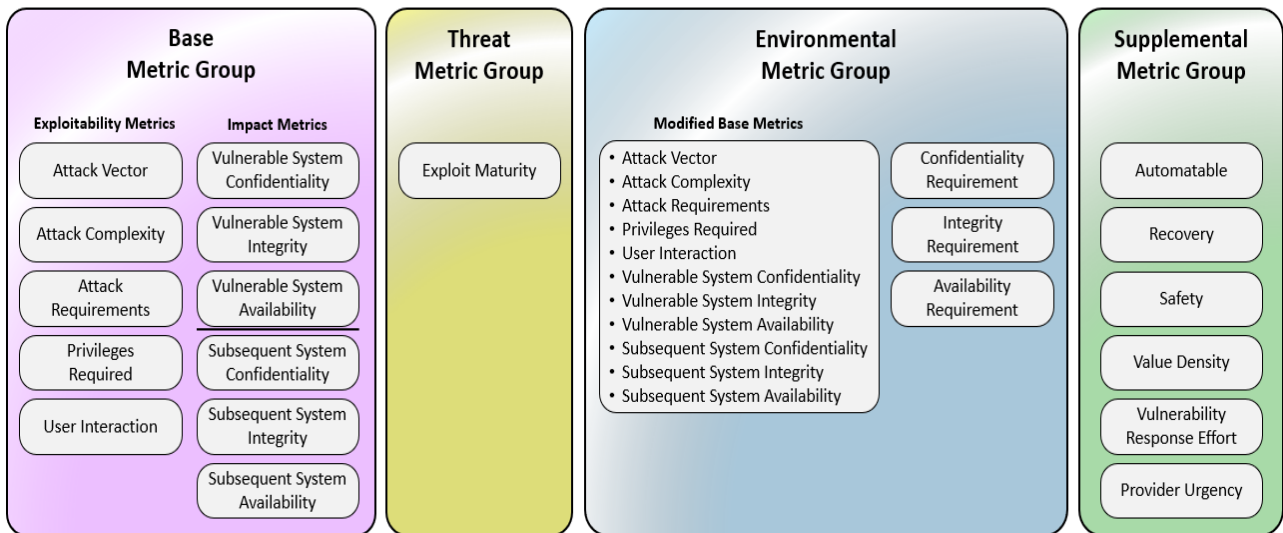 Base
Metric Group
Exploitability Metrics
Attack Vector
Attack Complexity
Attack
Requirements
Privileges
Required
User Interaction
Impact Metrics
Vulnerable System
Confidentiality
Vulnerable System
Integrity
Vulnerable System
Availability
Subsequent System
Confidentiality
Subsequent System
Integrity
Subsequent System
Availability
Threat
Metric Group
Exploit Maturity
Environmental
Metric Group
Modified Base Metrics
• Attack Vector
• Attack Complexity
• Attack Requirements
• Privileges Required
• User Interaction
• Vulnerable System Confidentiality
• Vulnerable System Integrity
• Vulnerable System Availability
• Subsequent System Confidentiality
• Subsequent System Integrity
• Subsequent System Availability
Confidentiality
Requirement
Integrity
Requirement
Availability
Requirement
Supplemental
Metric Group
Automatable
Recovery
Safety
Value Density
Vulnerability
Response Effort
Provider Urgency